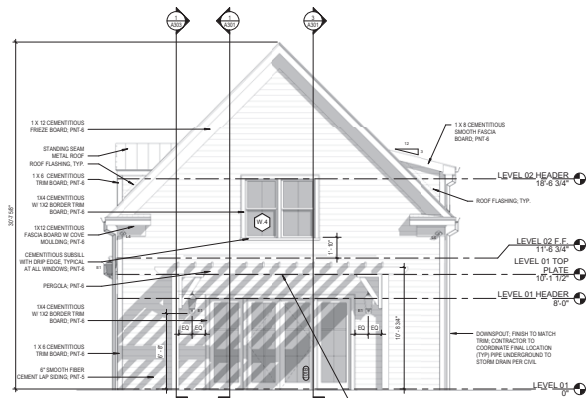 1
A303
1
A301
3
A301
1 X 12 CEMENTITIOUS
FRIEZE BOARD; PNT-6
STANDING SEAM
METAL ROOF
ROOF FLASHING, TYP.
1 X 6 CEMENTITIOUS
TRIM BOARD; PNT-6
1X4 CEMENTITIOUS
W/ 1X2 BORDER TRIM
BOARD; PNT-6
1X12 CEMENTITIOUS
FASCIA BOARD W/ COVE
MOULDING; PNT-6
CEMENTITIOUS SUBSILL
WITH DRIP EDGE, TYPICAL
AT ALL WINDOWS; PNT-6
PERGOLA; PNT-6
1X4 CEMENTITIOUS
W/ 1X2 BORDER TRIM
BOARD; PNT-6
1 X 6 CEMENTITIOUS
TRIM BOARD; PNT-6
6" SMOOTH FIBER
CEMENT LAP SIDING; PNT-5
W.4
1'- 10"
EQ
EQ
EQ
EQ
10'- 8 3/4"
12
3
1 X 8 CEMENTITIOUS
SMOOTH FASCIA
BOARD; PNT-6
LEVEL 02 HEADER
18'-6 3/4"
ROOF FLASHING; TYP.
LEVEL 02 F.F.
11'-6 3/4"
LEVEL 01 TOP
PLATE
10'-1 1/2"
LEVEL 01 HEADER
8'-0"
DOWNSPOUT; FINISH TO MATCH
TRIM; CONTRACTOR TO
COORDINATE FINAL LOCATION
(TYP) PIPE UNDERGROUND TO
STORM DRAIN PER CIVIL
LEVEL 01
0"